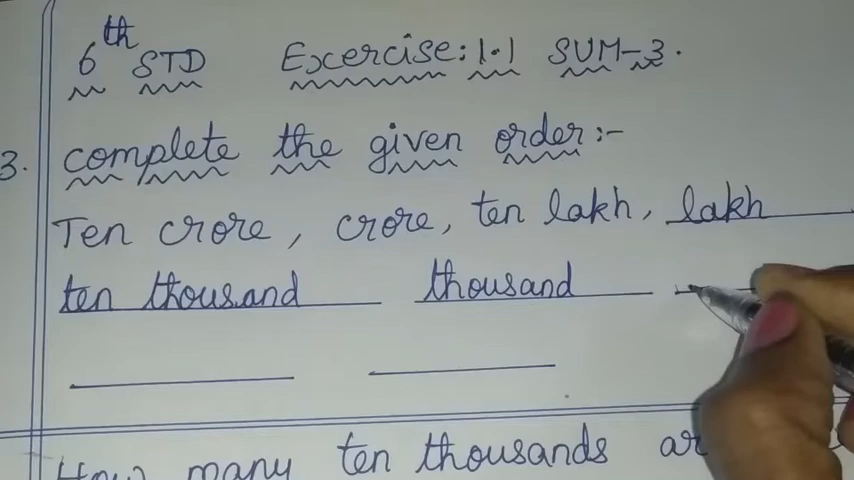 6th STD Excercise: 1.1 SUM-3.
3. complete the given order:-
Ten crore, crore, ten lakh, lakh
ten thousand thousand
How many ten thousands ar